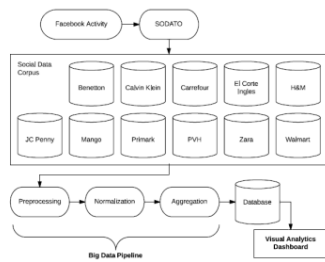 Facebook Activity
SODATO
Social Data
Corpus
Benetton
Calvin Klein
Carrefour
El Corte
Ingles
H&M
JC Penny
Mango
Primark
PVH
Zara
Walmart
Preprocessing
Normalization
Aggregation
Database
Visual Analytics
Dashboard
Big Data Pipeline